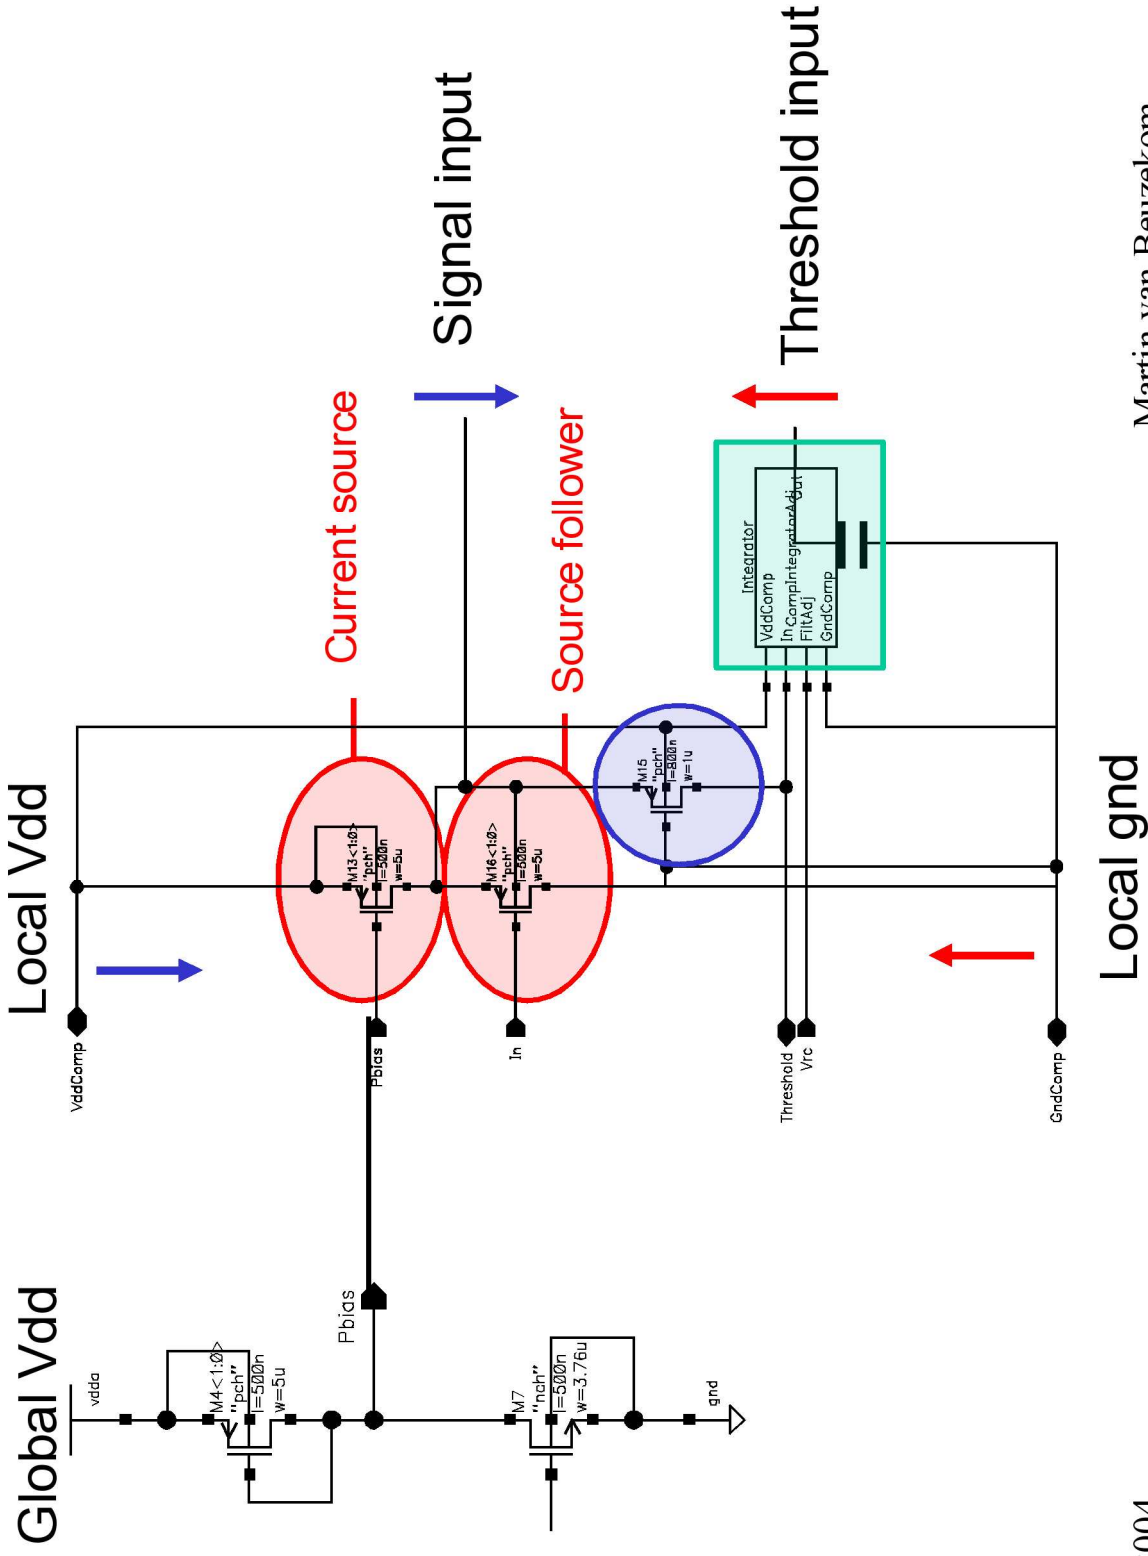 Global Vdd
Local Vdd
Current source
Signal input
Source follower
Threshold input
Local gnd
vdda
M4<1:0>
"pch"
l=500n
w=5u
Pbias
M7
"nch"
l=500n
w=3.76u
gnd
VddComp
Pbias
In
Threshold
Vrc
GndComp
M13<1:0>
"pch"
l=500n
w=5u
M16<1:0>
"pch"
l=500n
w=5u
M15
"pch"
l=800n
w=1u
Integrator
VddComp
In
CompIntegratorAdj
Out
FiltAdj
GndComp
004
Martin van Beuzekom